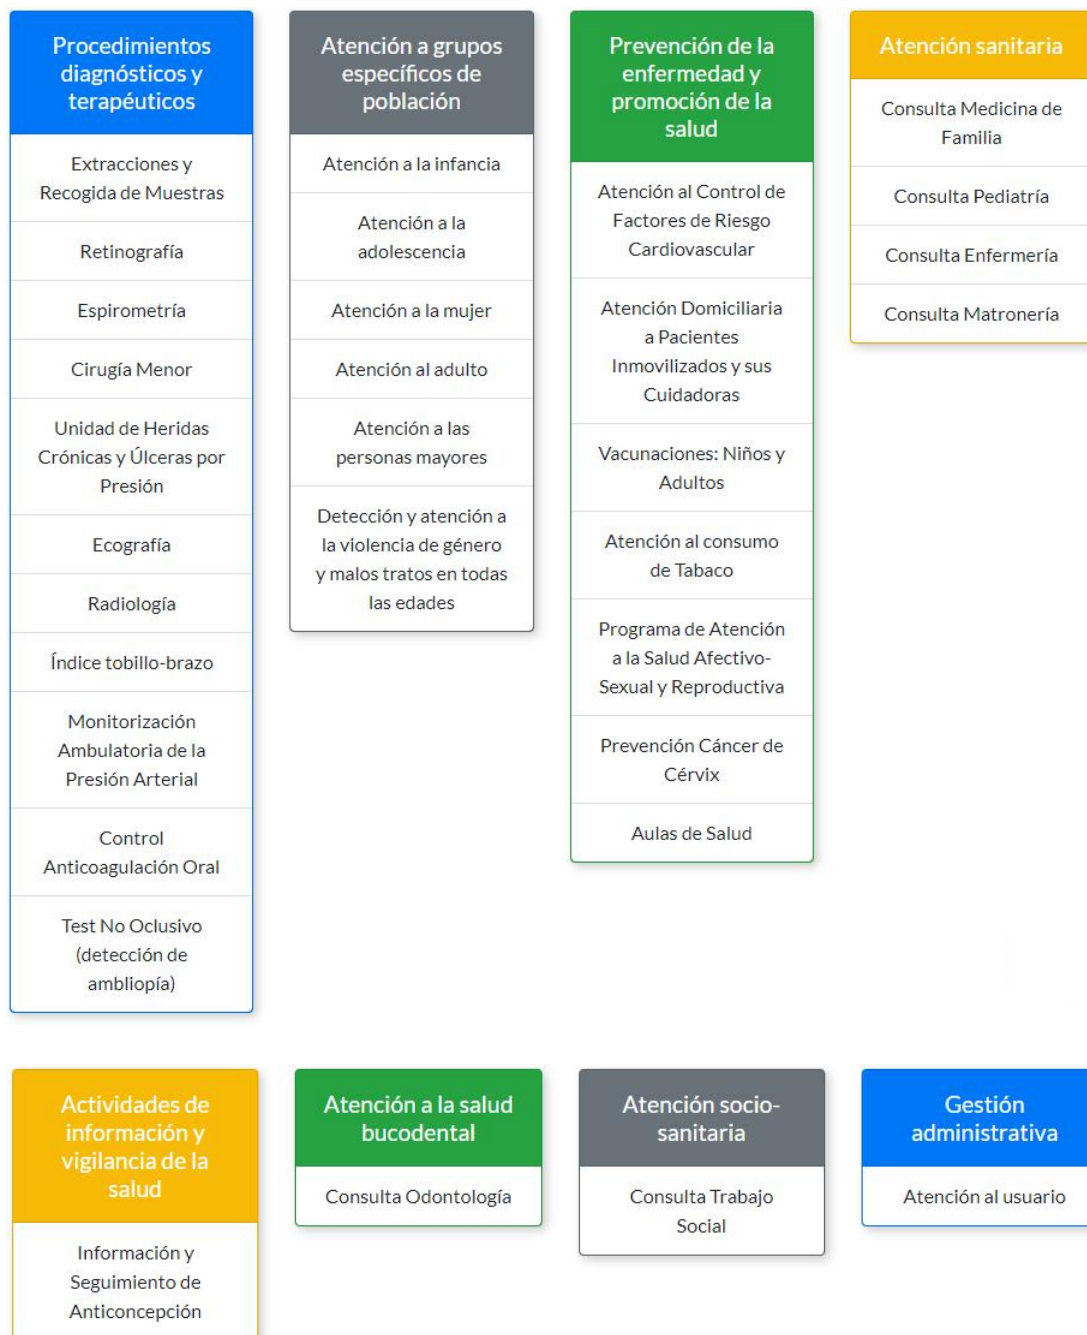 Procedimientos
diagnósticos y
terapéuticos
Extracciones y
Recogida de Muestras
Retinografía
Espirometría
Cirugía Menor
Unidad de Heridas
Crónicas y Úlceras por
Presión
Ecografía
Radiología
Índice tobillo-brazo
Monitorización
Ambulatoria de la
Presión Arterial
Control
Anticoagulación Oral
Test No Oclusivo
(detección de
ambliopía)
Atención a grupos
específicos de
población
Atención a la infancia
Atención a la
adolescencia
Atención a la mujer
Atención al adulto
Atención a las
personas mayores
Detección y atención a
la violencia de género
y malos tratos en todas
las edades
Prevención de la
enfermedad y
promoción de la
salud
Atención al Control de
Factores de Riesgo
Cardiovascular
Atención Domiciliaria
a Pacientes
Inmovilizados y sus
Cuidadoras
Vacunaciones: Niños y
Adultos
Atención al consumo
de Tabaco
Programa de Atención
a la Salud Afectivo-
Sexual y Reproductiva
Prevención Cáncer de
Cérvix
Aulas de Salud
Atención sanitaria
Consulta Medicina de
Familia
Consulta Pediatría
Consulta Enfermería
Consulta Matronería
Actividades de
información y
vigilancia de la
salud
Información y
Seguimiento de
Anticoncepción
Atención a la salud
bucodental
Consulta Odontología
Atención socio-
sanitaria
Consulta Trabajo
Social
Gestión
administrativa
Atención al usuario